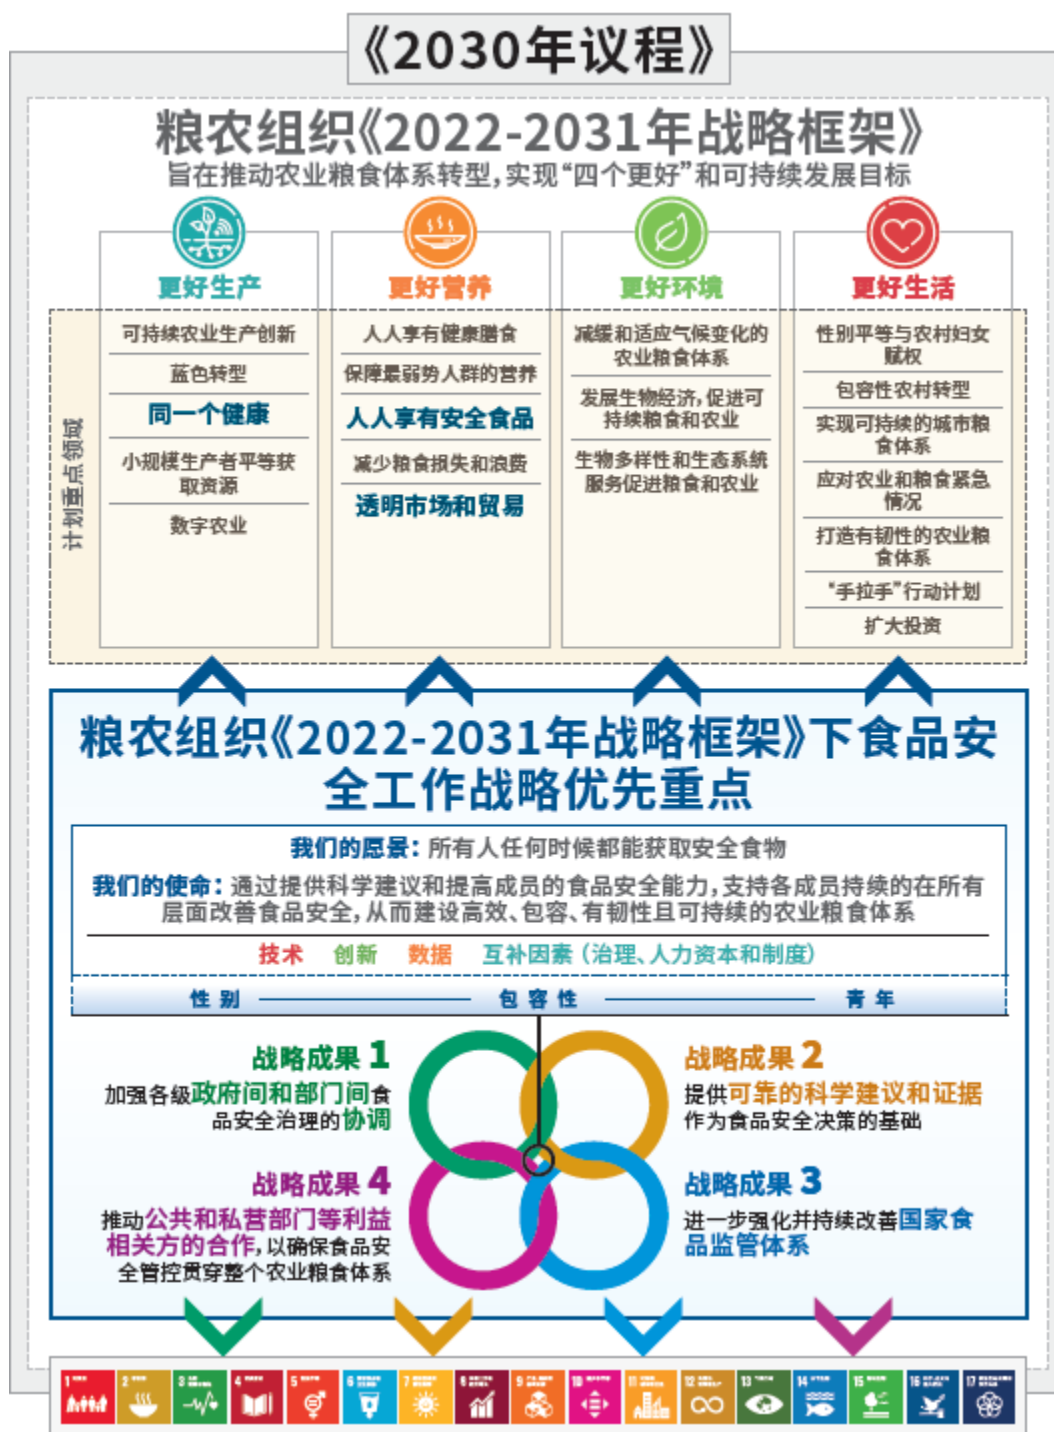 《2030年议程》
粮农组织《2022-2031年战略框架》
旨在推动农业粮食体系转型,实现“四个更好”和可持续发展目标
更好生产
更好营养
更好环境
更好生活
计划重点领域
可持续农业生产创新
蓝色转型
同一个健康
小规模生产者平等获
取资源
数字农业
人人享有健康膳食
保障最弱势人群的营养
人人享有安全食品
减少粮食损失和浪费
透明市场和贸易
减缓和适应气候变化的
农业粮食体系
发展生物经济,促进可
持续粮食和农业
生物多样性和生态系统
服务促进粮食和农业
性别平等与农村妇女
赋权
包容性农村转型
实现可持续的城市粮
食体系
应对农业和粮食紧急
情况
打造有韧性的农业粮
食体系
“手拉手”行动计划
扩大投资
粮农组织《2022-2031年战略框架》下食品安
全工作战略优先重点
我们的愿景：所有人任何时候都能获取安全食物
我们的使命：通过提供科学建议和提高成员的食品安全能力,支持各成员持续的在所有
层面改善食品安全,从而建设高效、包容、有韧性且可持续的农业粮食体系
技术 创新 数据 互补因素（治理、人力资本和制度）
性别 包容性 青年
战略成果 1
加强各级政府间和部门间食
品安全治理的协调
战略成果 2
提供可靠的科学建议和证据
作为食品安全决策的基础
战略成果 4
推动公共和私营部门等利益
相关方的合作,以确保食品安
全管控贯穿整个农业粮食体系
战略成果 3
进一步强化并持续改善国家食
品监管体系
1 2 3 4 5 6 7 8 9 10 11 12 13 14 15 16 17